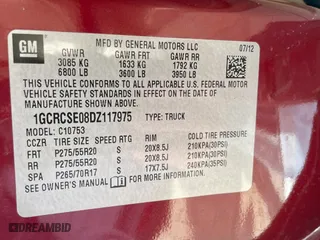 GM
MFD BY GENERAL MOTORS LLC 07/12
GVWR GAWR FRT GAWR RR
3085 KG 1633 KG 1792 KG
6800 LB 3600 LB 3950 LB
THIS VEHICLE CONFORMS TO ALL APPLICABLE U.S. FEDERAL MOTOR
VEHICLE SAFETY STANDARDS IN EFFECT ON THE DATE OF
MANUFACTURE SHOWN ABOVE.
1GCRCSE08DZ117975 TYPE: TRUCK
C10753
CCZR TIRE SIZE SPEED RTG RIM COLD TIRE PRESSURE
FRT P275/55R20 S 20X8.5J 210KPA(30PSI)
RR P275/55R20 S 20X8.5J 210KPA(30PSI)
SPA P265/70R17 S 17X7.5J 240KPA(35PSI)
SEE OWNER'S MANUAL FOR ADDITIONAL INFORMATION
DREAMBID